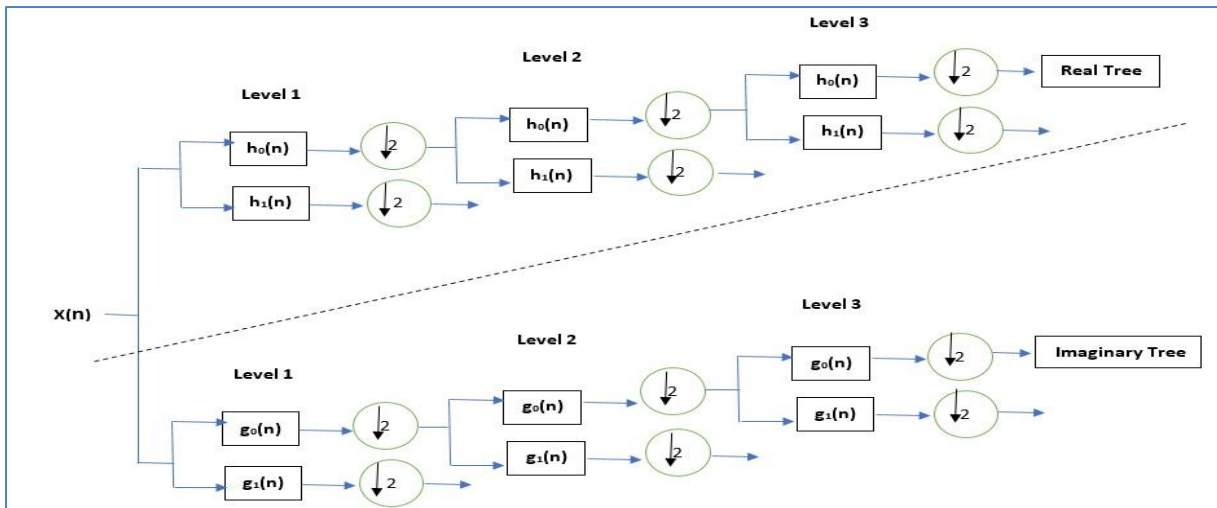 Level 3
Level 2
Level 1
h₀(n) ↓2 Real Tree
h₀(n) ↓2
h₁(n) ↓2
h₀(n) ↓2
h₁(n) ↓2
h₁(n) ↓2
X(n)
Level 3
Level 2
Level 1
g₀(n) ↓2 Imaginary Tree
g₀(n) ↓2
g₁(n) ↓2
g₀(n) ↓2
g₁(n) ↓2
g₁(n) ↓2